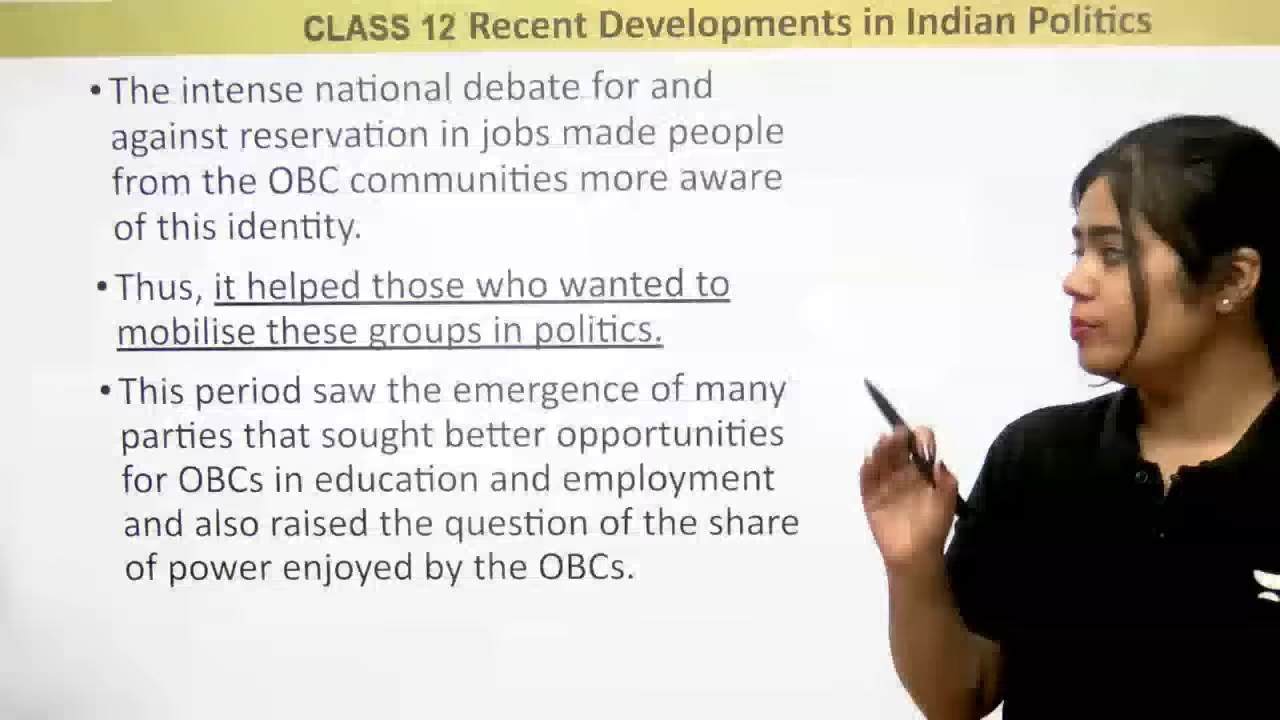 CLASS 12 Recent Developments in Indian Politics
• The intense national debate for and
against reservation in jobs made people
from the OBC communities more aware
of this identity.
• Thus, it helped those who wanted to
mobilise these groups in politics.
• This period saw the emergence of many
parties that sought better opportunities
for OBCs in education and employment
and also raised the question of the share
of power enjoyed by the OBCs.